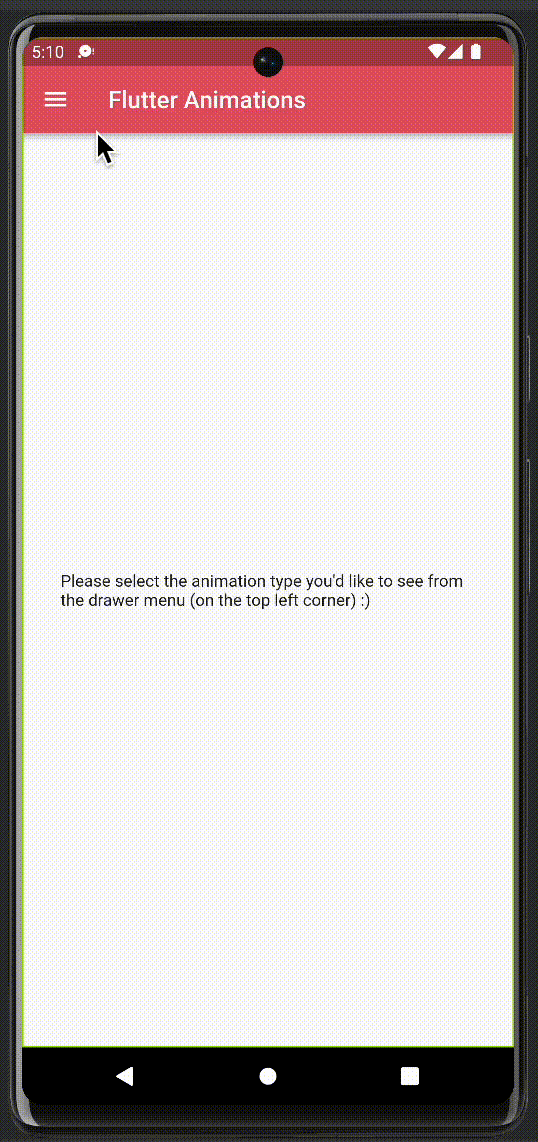 5:10
Flutter Animations
Please select the animation type you'd like to see from
the drawer menu (on the top left corner) :)